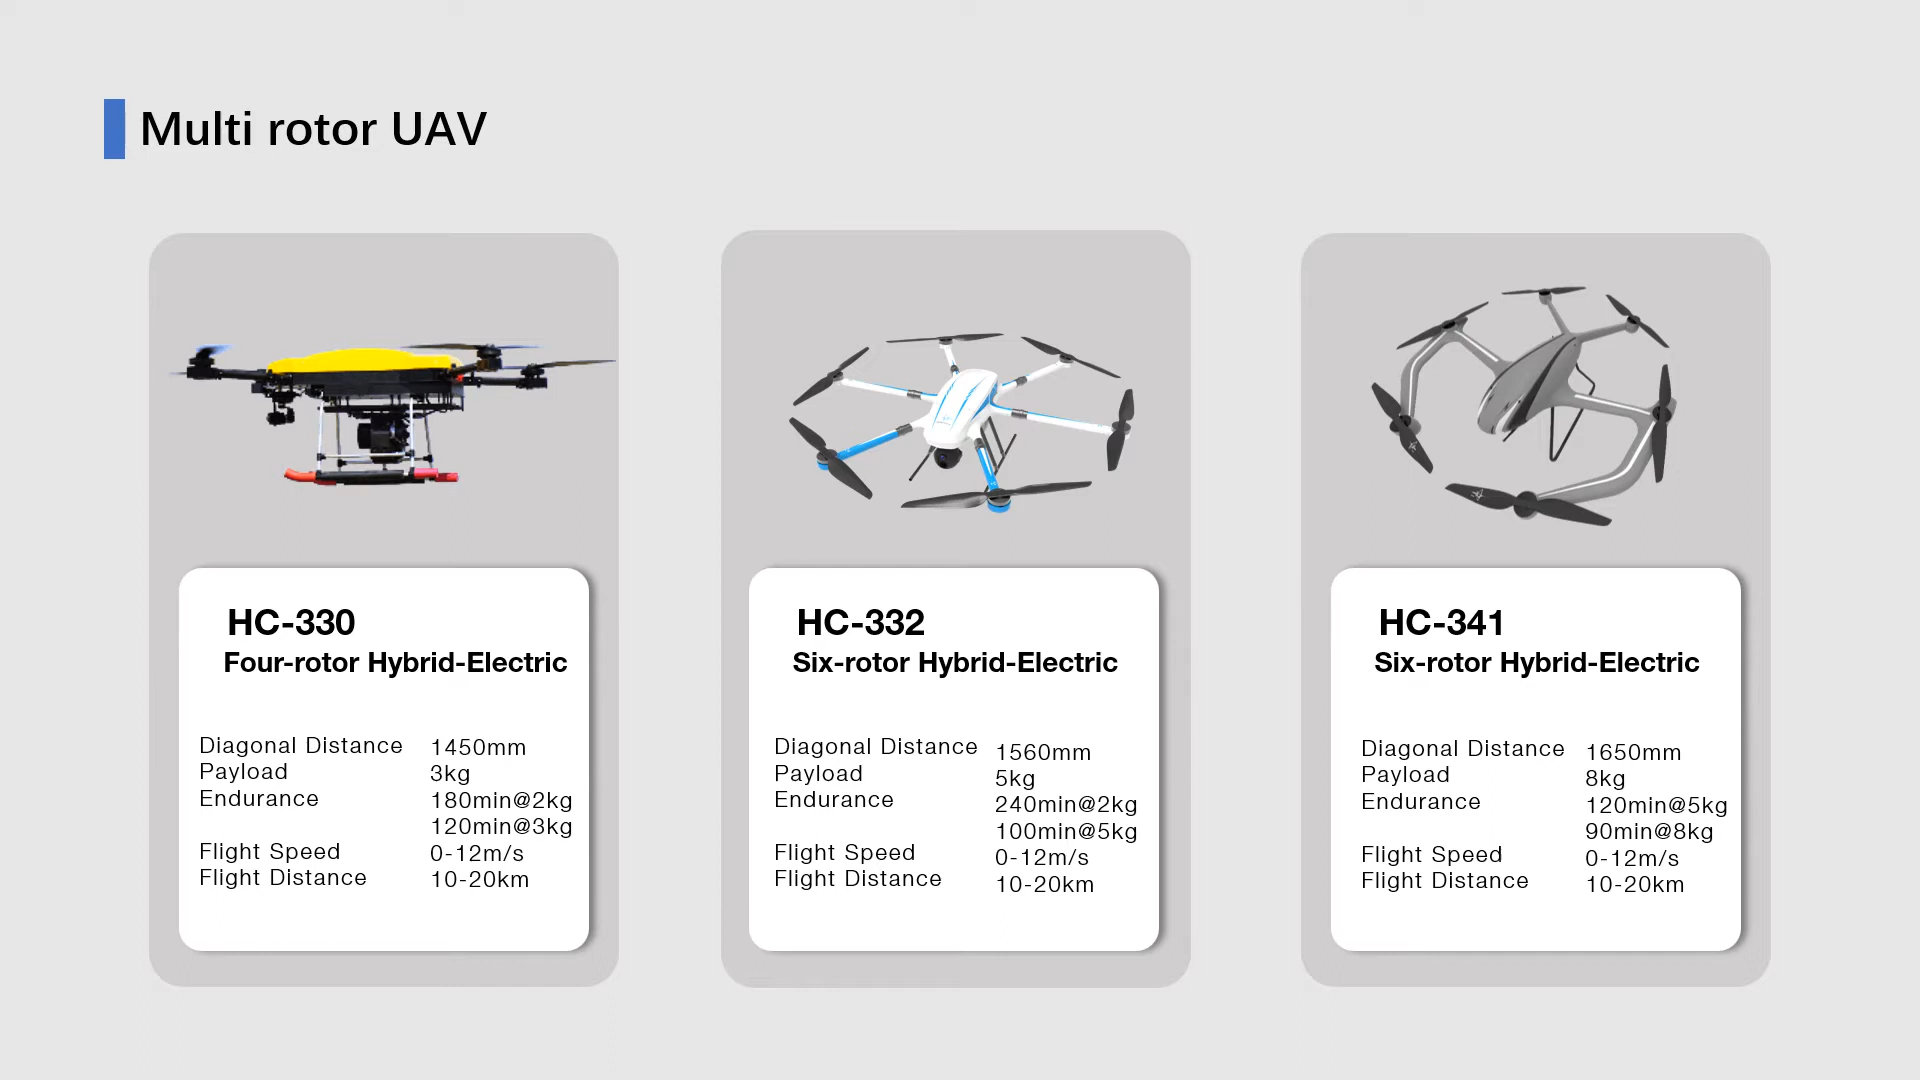 Multi rotor UAV
HC-330
Four-rotor Hybrid-Electric
Diagonal Distance 1450mm
Payload 3kg
Endurance 180min@2kg
120min@3kg
Flight Speed 0-12m/s
Flight Distance 10-20km
HC-332
Six-rotor Hybrid-Electric
Diagonal Distance 1560mm
Payload 5kg
Endurance 240min@2kg
100min@5kg
Flight Speed 0-12m/s
Flight Distance 10-20km
HC-341
Six-rotor Hybrid-Electric
Diagonal Distance 1650mm
Payload 8kg
Endurance 120min@5kg
90min@8kg
Flight Speed 0-12m/s
Flight Distance 10-20km